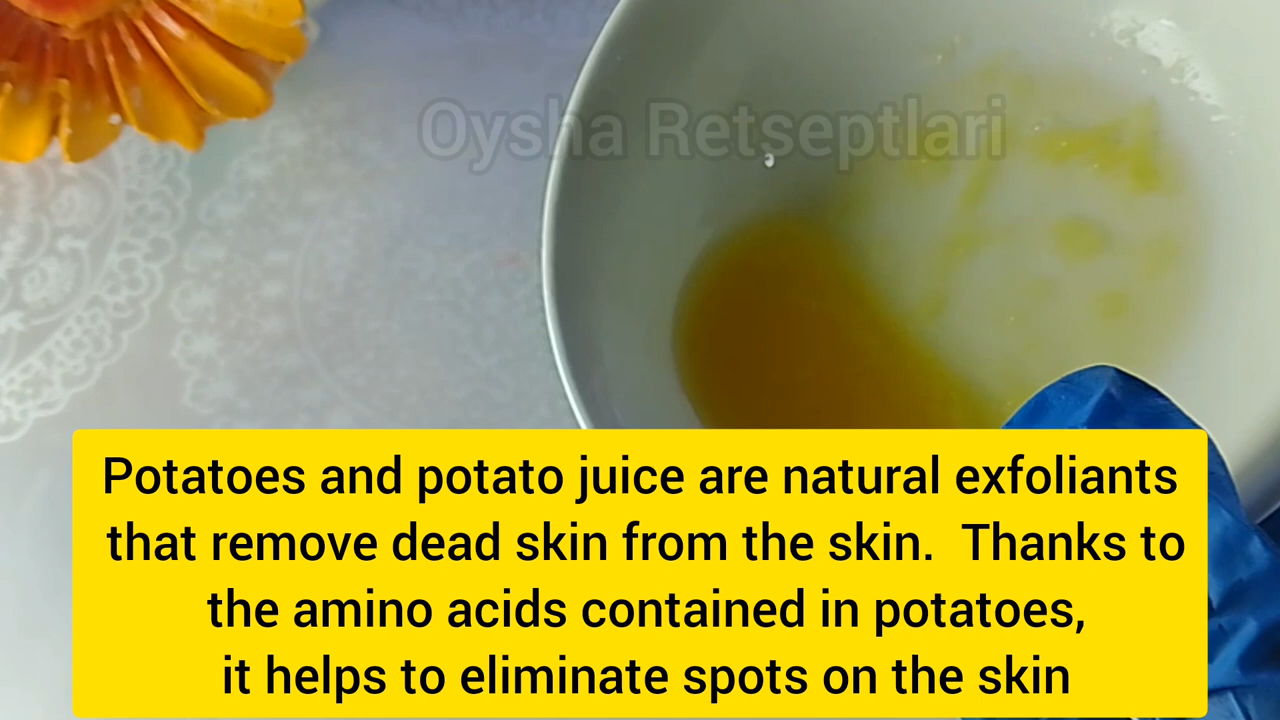 Oysha Retseptlari
Potatoes and potato juice are natural exfoliants
that remove dead skin from the skin.  Thanks to
the amino acids contained in potatoes,
it helps to eliminate spots on the skin